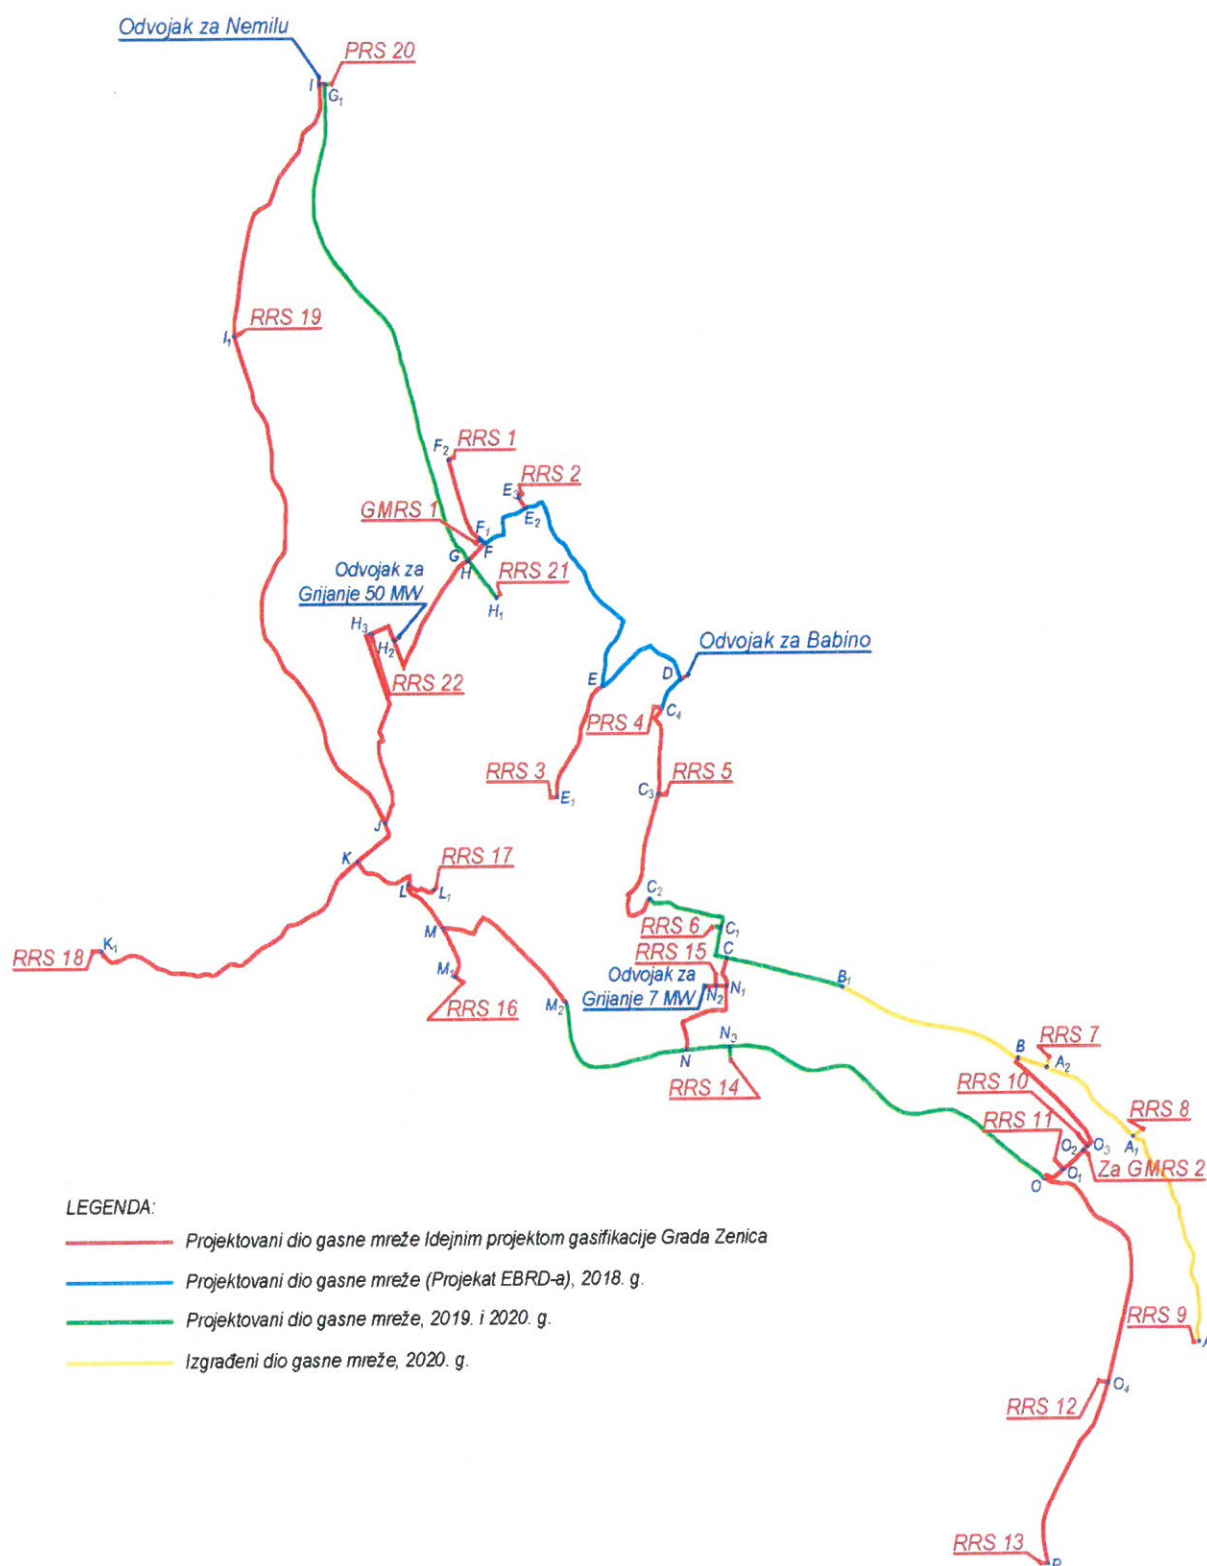 Odvojak za Nemilu
PRS 20
I
G₁
RRS 19
I₁
F₂
RRS 1
RRS 2
E₃
E₂
GMRS 1
F₁
F
G
H
RRS 21
H₁
Odvojak za
Grijanje 50 MW
H₃
H₂
RRS 22
Odvojak za Babino
D
E
C₄
PRS 4
RRS 3
E₁
C₃
RRS 5
J
K
RRS 17
L
L₁
C₂
RRS 6
C₁
M
RRS 18
K₁
RRS 15
C
Odvojak za
Grijanje 7 MW
N₂
N₁
B₁
M₁
RRS 16
M₂
N
N₃
RRS 14
B
RRS 7
A₂
RRS 10
RRS 8
RRS 11
A₁
O₂
O₃
O₁
Za GMRS 2
O
LEGENDA:
Projektovani dio gasne mreže Idejnim projektom gasifikacije Grada Zenica
Projektovani dio gasne mreže (Projekat EBRD-a), 2018. g.
Projektovani dio gasne mreže, 2019. i 2020. g.
Izgrađeni dio gasne mreže, 2020. g.
RRS 9
A
RRS 12
O₄
RRS 13
P